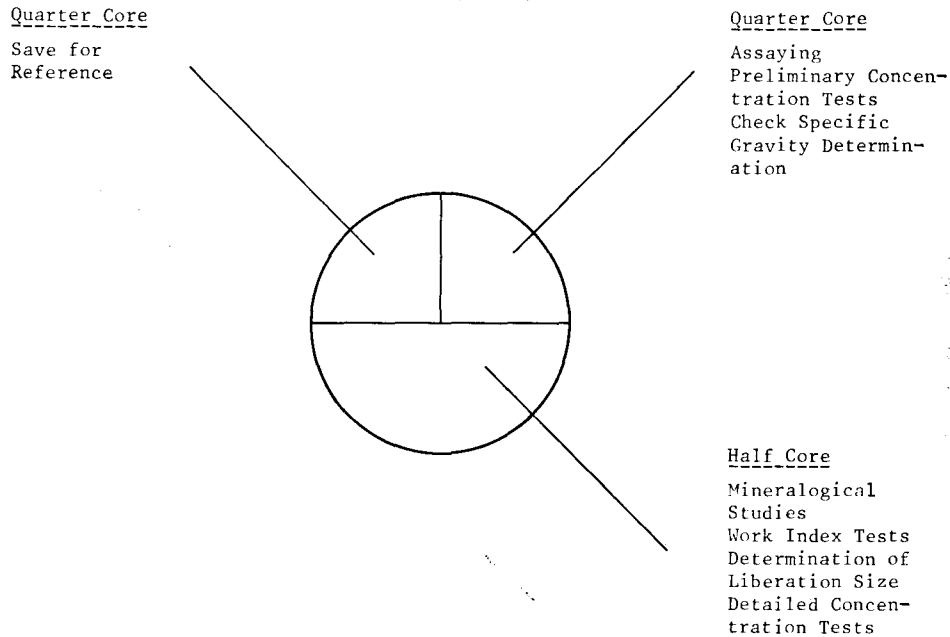 Quarter Core
Save for
Reference
Quarter Core
Assaying
Preliminary Concen-
tration Tests
Check Specific
Gravity Determin-
ation
Half Core
Mineralogical
Studies
Work Index Tests
Determination of
Liberation Size
Detailed Concen-
tration Tests